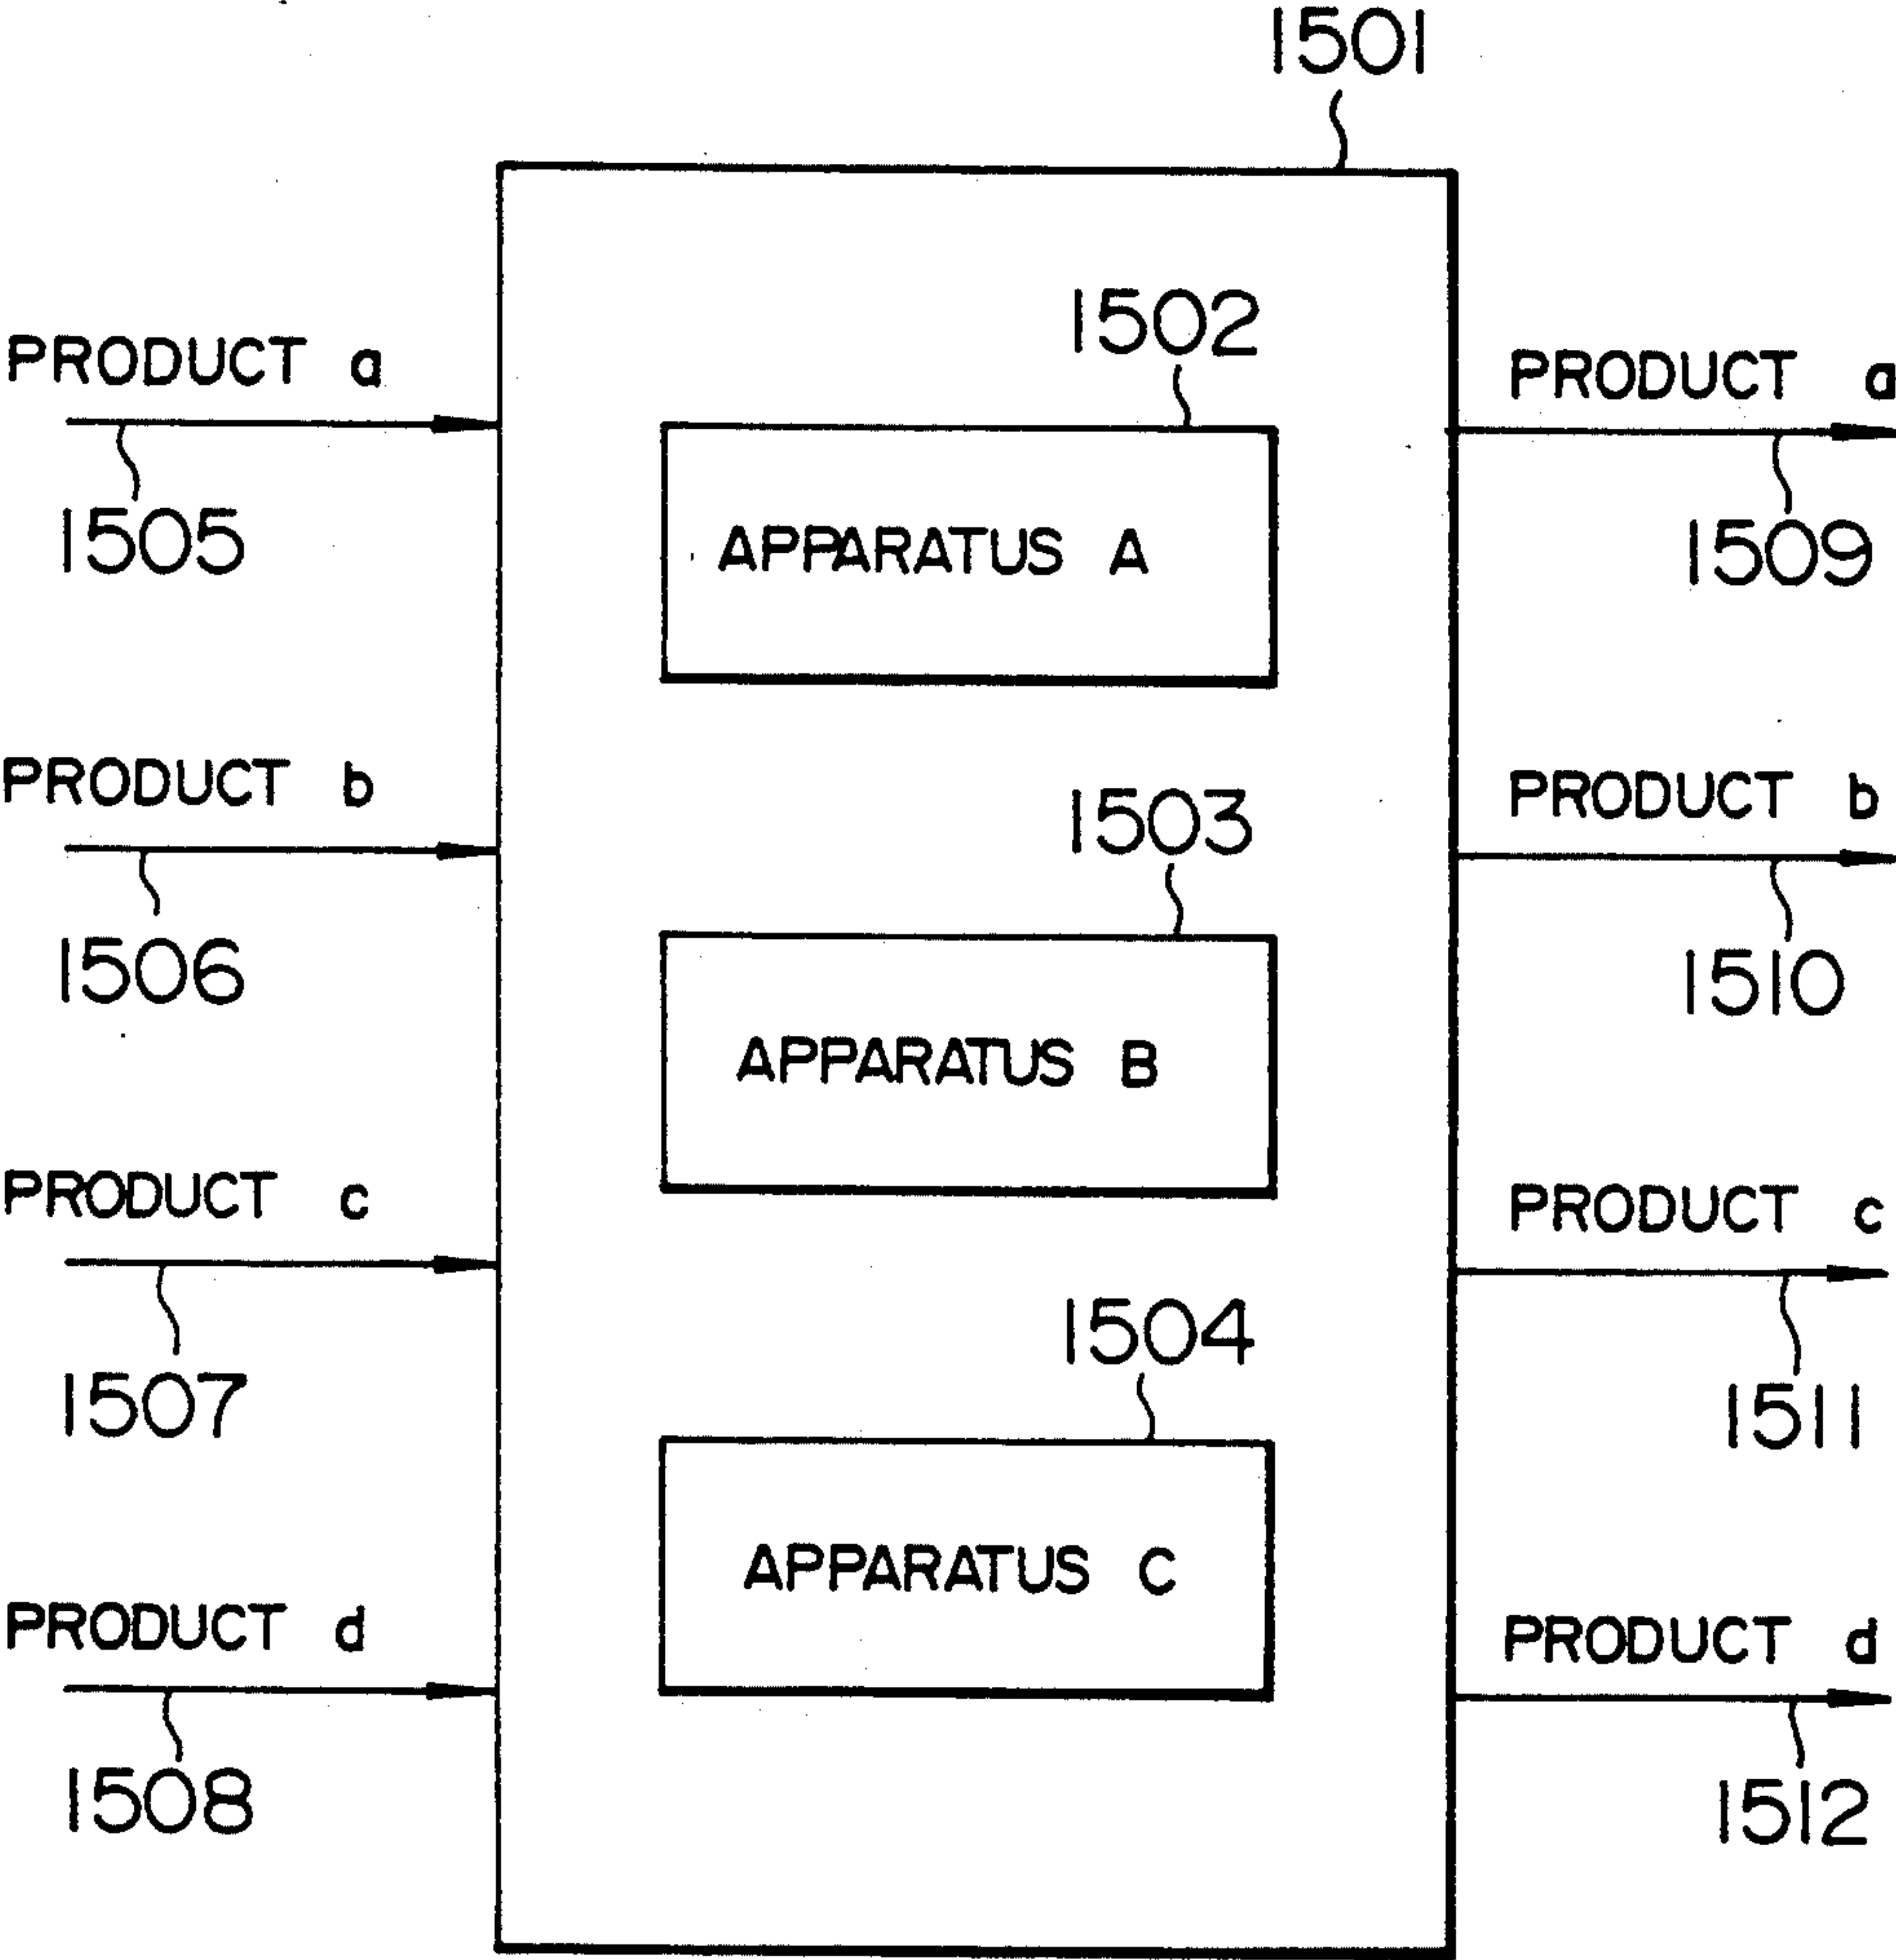 1501
1502
PRODUCT a
PRODUCT a
1505
APPARATUS A
1509
PRODUCT b
PRODUCT b
1503
1506
1510
APPARATUS B
PRODUCT c
PRODUCT c
1504
1507
1511
APPARATUS C
PRODUCT d
PRODUCT d
1508
1512